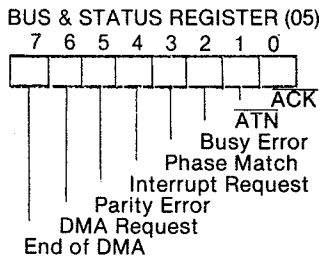 BUS & STATUS REGISTER (05)
7 6 5 4 3 2 1 0
ACK
ATN
Busy Error
Phase Match
Interrupt Request
Parity Error
DMA Request
End of DMA